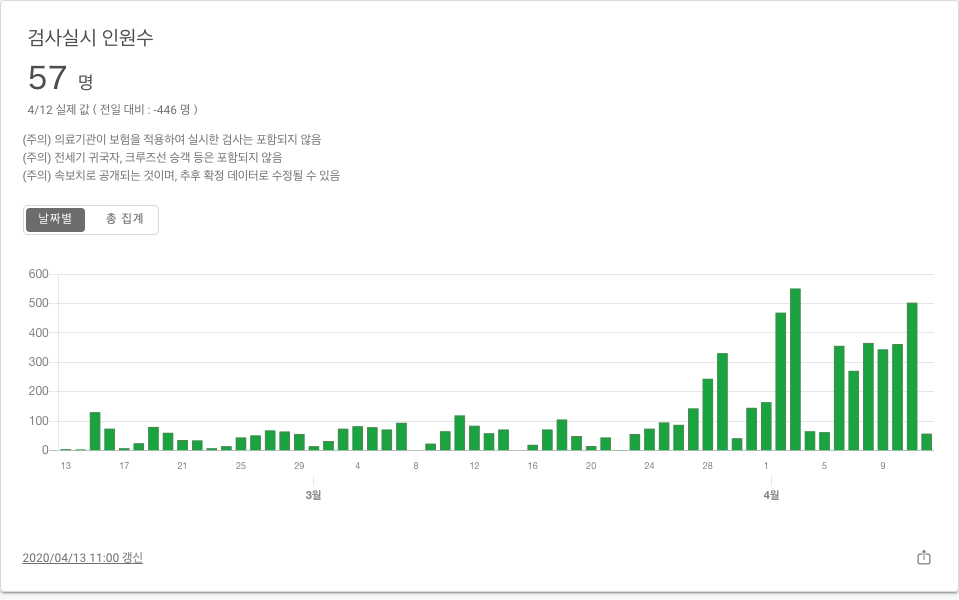 검사실시 인원수
57 명
4/12 실제 값 ( 전일 대비 : -446 명 )
(주의) 의료기관이 보험을 적용하여 실시한 검사는 포함되지 않음
(주의) 전세기 귀국자, 크루즈선 승객 등은 포함되지 않음
(주의) 속보치로 공개되는 것이며, 추후 확정 데이터로 수정될 수 있음
날짜별 총 집계
600
500
400
300
200
100
0
13 17 21 25 29 4 8 12 16 20 24 28 1 5 9
3월 4월
2020/04/13 11:00 갱신